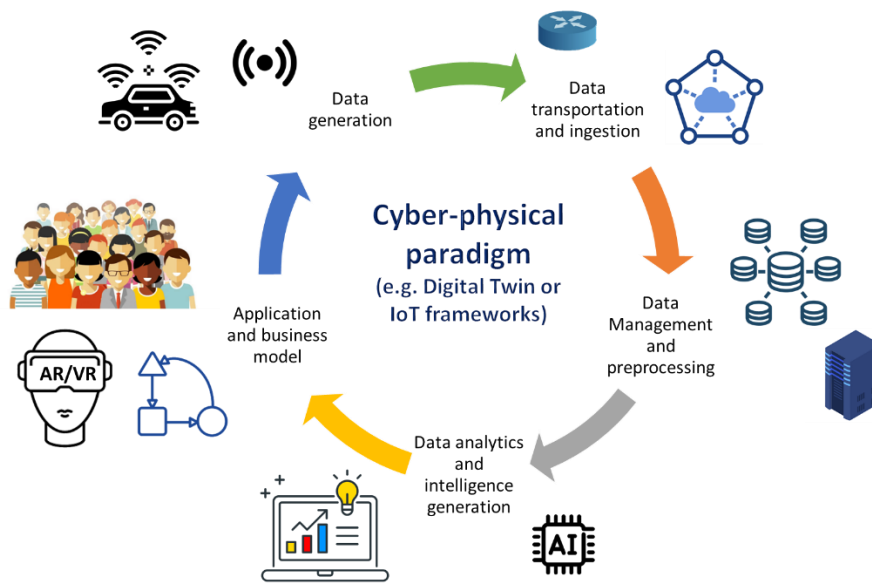 Data
generation
Data
transportation
and ingestion
Cyber-physical
paradigm
(e.g. Digital Twin or
IoT frameworks)
Data
Management
and
preprocessing
Application
and business
model
AR/VR
Data analytics
and
intelligence
generation
AI